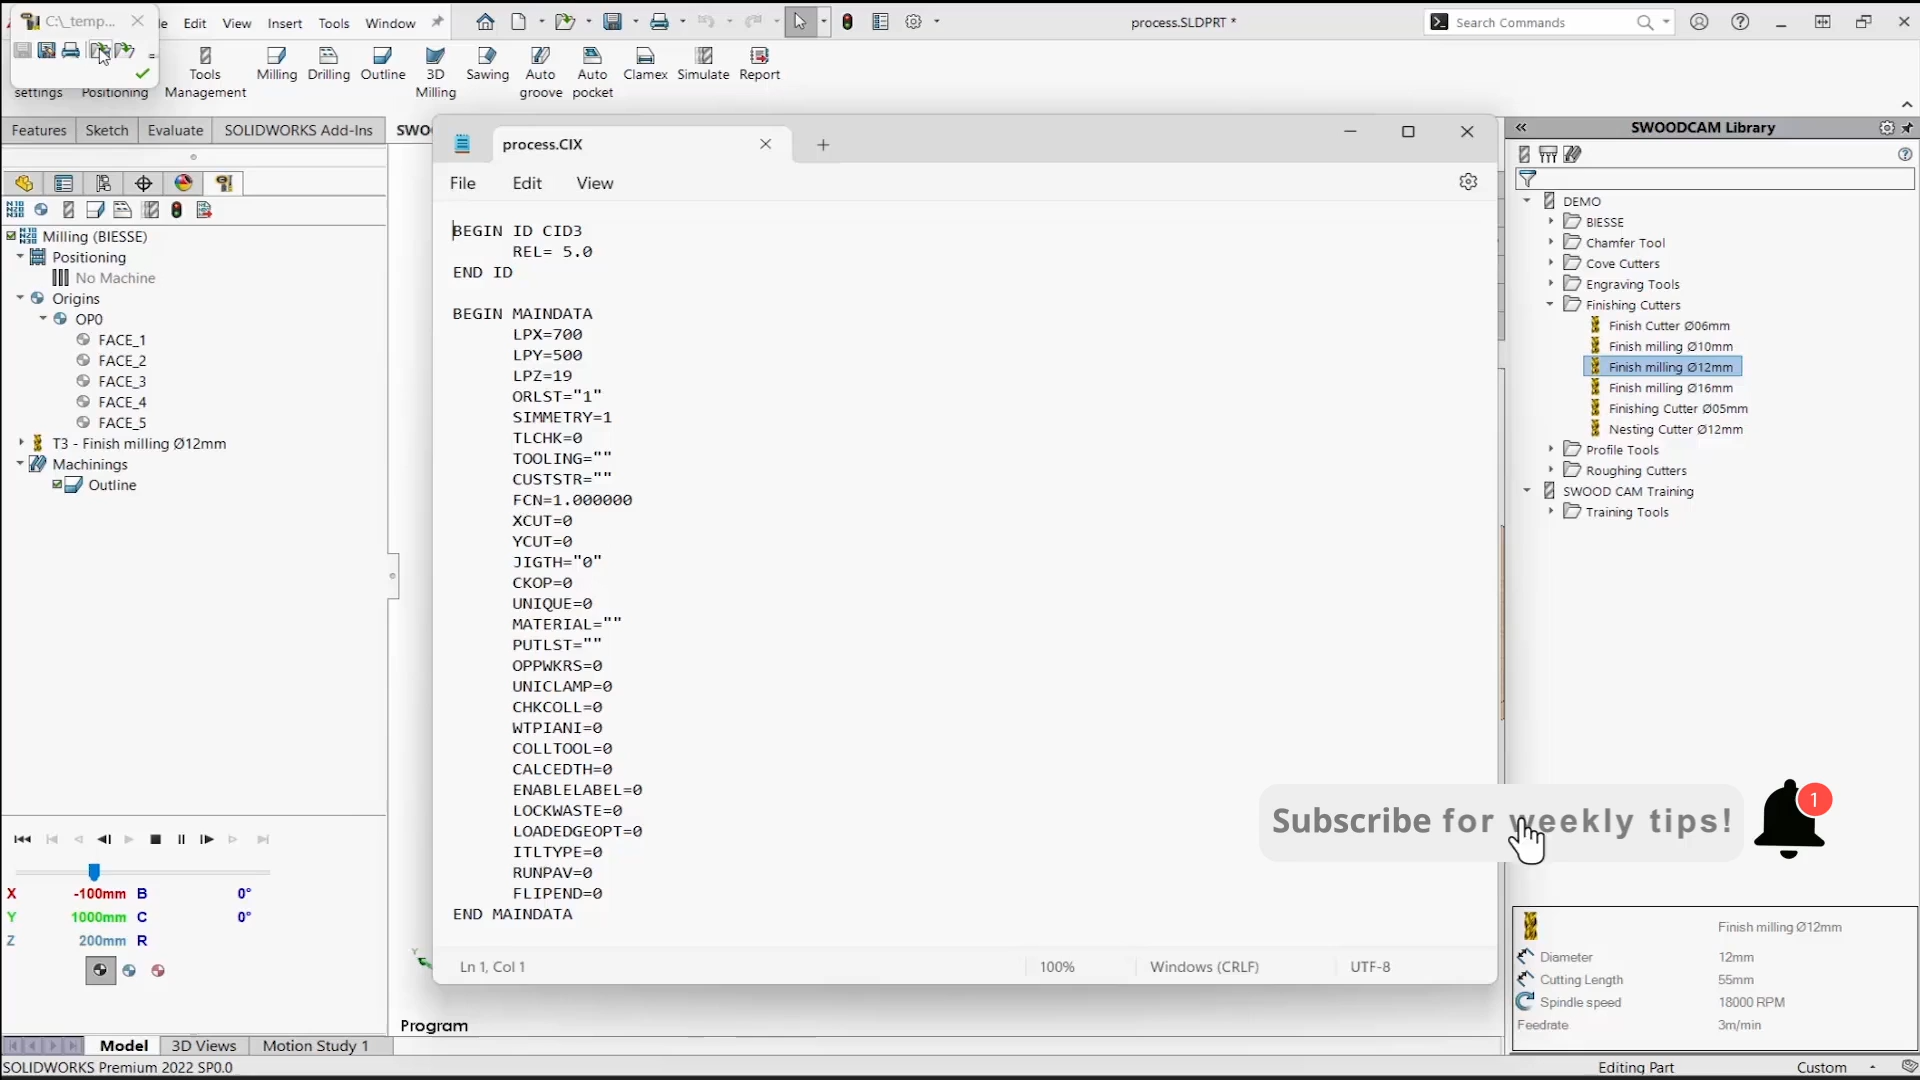 C:\_temp...
le Edit View Insert Tools Window
process.SLDPRT *
Search Commands
settings Positioning
Tools Management
Milling
Drilling
Outline
3D Milling
Sawing
Auto groove
Auto pocket
Clamex
Simulate
Report
Features Sketch Evaluate SOLIDWORKS Add-Ins SWO
Milling (BIESSE)
Positioning
No Machine
Origins
OP0
FACE_1
FACE_2
FACE_3
FACE_4
FACE_5
T3 - Finish milling Ø12mm
Machinings
Outline
X -100mm B 0°
Y 1000mm C 0°
Z 200mm R
process.CIX
File Edit View
BEGIN ID CID3
REL= 5.0
END ID
BEGIN MAINDATA
LPX=700
LPY=500
LPZ=19
ORLST="1"
SIMMETRY=1
TLCHK=0
TOOLING=""
CUSTSTR=""
FCN=1.000000
XCUT=0
YCUT=0
JIGTH="0"
CKOP=0
UNIQUE=0
MATERIAL=""
PUTLST=""
OPPWKRS=0
UNICLAMP=0
CHKCOLL=0
WTPIANI=0
COLLTOOL=0
CALCEDTH=0
ENABLELABEL=0
LOCKWASTE=0
LOADEDGEOPT=0
ITLTYPE=0
RUNPAV=0
FLIPEND=0
END MAINDATA
Ln 1, Col 1 100% Windows (CRLF) UTF-8
Y
Program
SWOODCAM Library
DEMO
BIESSE
Chamfer Tool
Cove Cutters
Engraving Tools
Finishing Cutters
Finish Cutter Ø06mm
Finish milling Ø10mm
Finish milling Ø12mm
Finish milling Ø16mm
Finishing Cutter Ø05mm
Nesting Cutter Ø12mm
Profile Tools
Roughing Cutters
SWOOD CAM Training
Training Tools
Subscribe for weekly tips!
1
Finish milling Ø12mm
Diameter 12mm
Cutting Length 55mm
Spindle speed 18000 RPM
Feedrate 3m/min
Model 3D Views Motion Study 1
SOLIDWORKS Premium 2022 SP0.0
Editing Part Custom